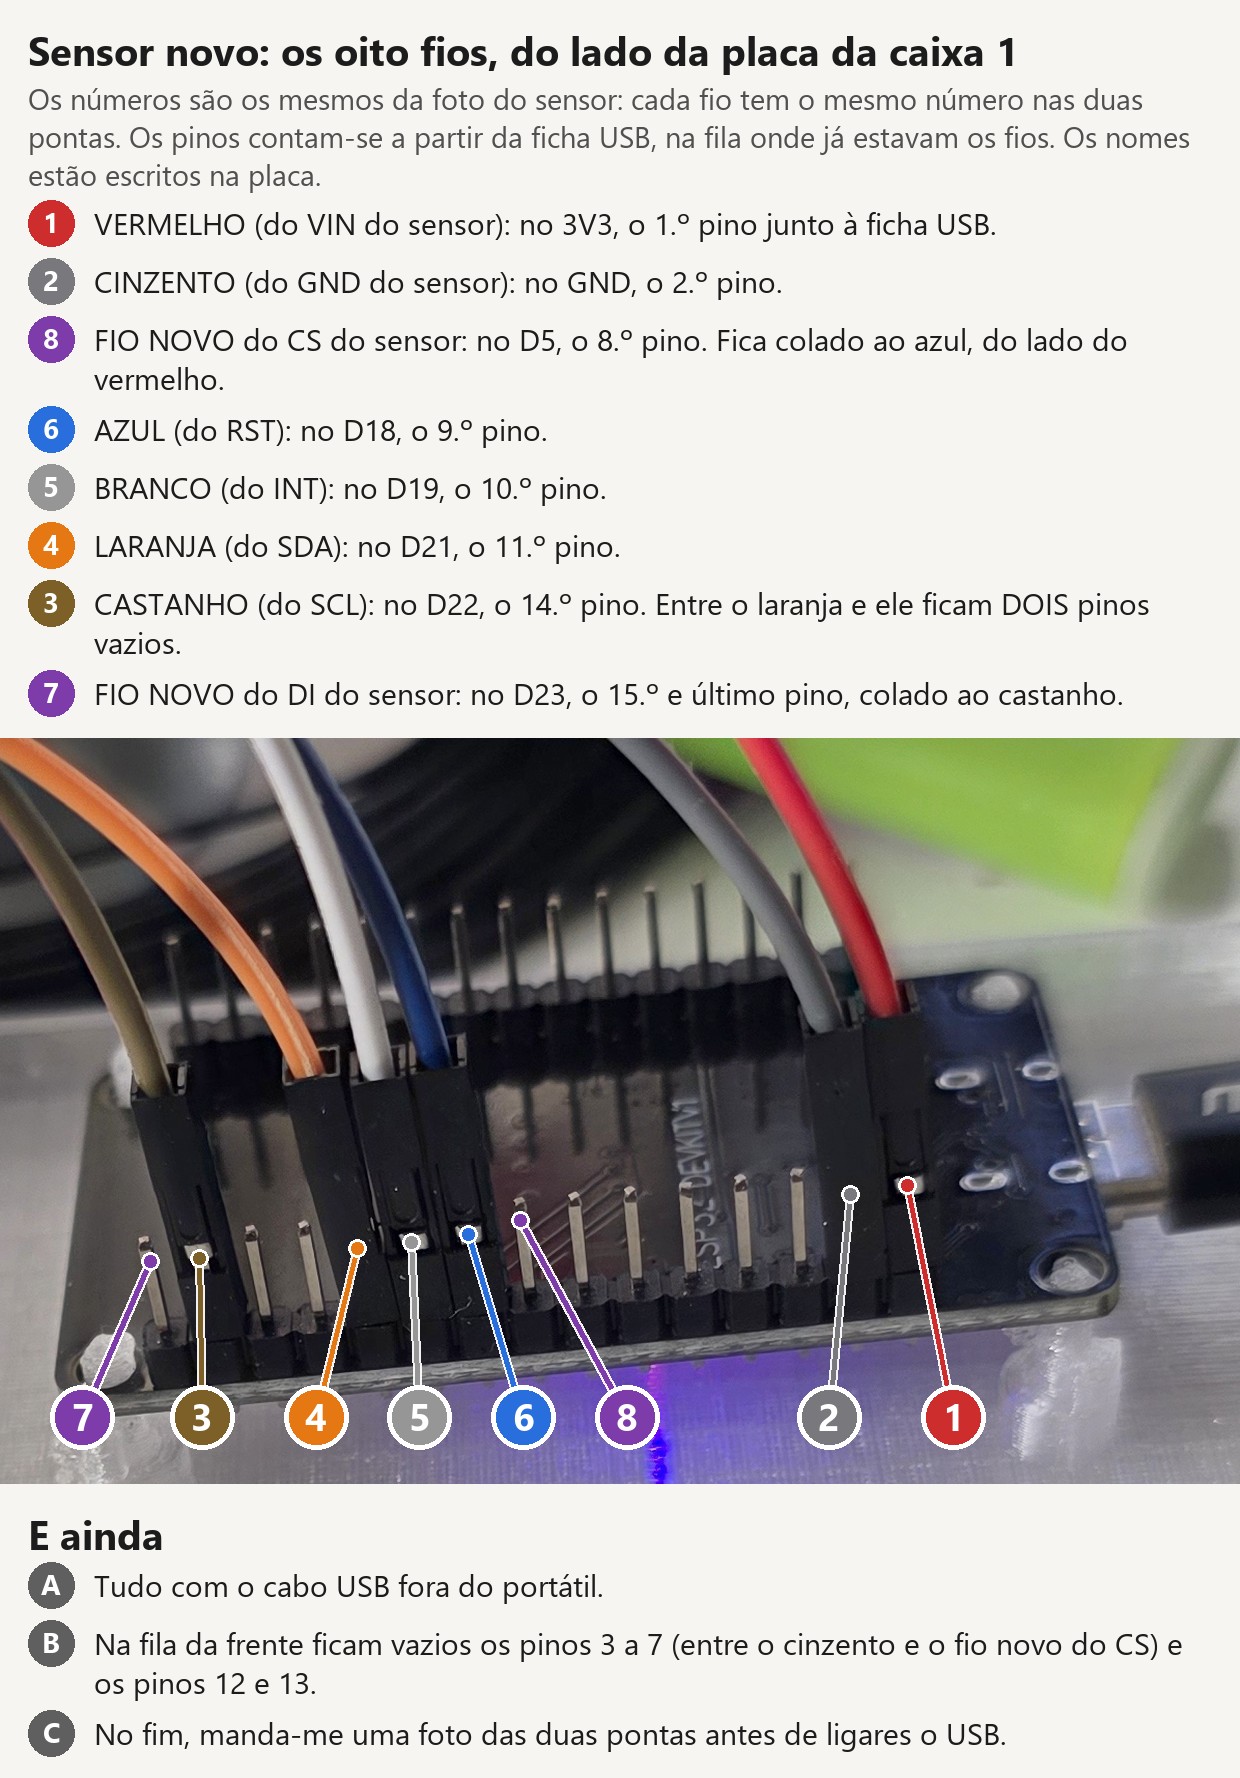 Sensor novo: os oito fios, do lado da placa da caixa 1
Os números são os mesmos da foto do sensor: cada fio tem o mesmo número nas duas
pontas. Os pinos contam-se a partir da ficha USB, na fila onde já estavam os fios. Os nomes
estão escritos na placa.
1 VERMELHO (do VIN do sensor): no 3V3, o 1.º pino junto à ficha USB.
2 CINZENTO (do GND do sensor): no GND, o 2.º pino.
8 FIO NOVO do CS do sensor: no D5, o 8.º pino. Fica colado ao azul, do lado do
vermelho.
6 AZUL (do RST): no D18, o 9.º pino.
5 BRANCO (do INT): no D19, o 10.º pino.
4 LARANJA (do SDA): no D21, o 11.º pino.
3 CASTANHO (do SCL): no D22, o 14.º pino. Entre o laranja e ele ficam DOIS pinos
vazios.
7 FIO NOVO do DI do sensor: no D23, o 15.º e último pino, colado ao castanho.
ESP32 DEVKITV1
7 3 4 5 6 8 2 1
E ainda
A Tudo com o cabo USB fora do portátil.
B Na fila da frente ficam vazios os pinos 3 a 7 (entre o cinzento e o fio novo do CS) e
os pinos 12 e 13.
C No fim, manda-me uma foto das duas pontas antes de ligares o USB.